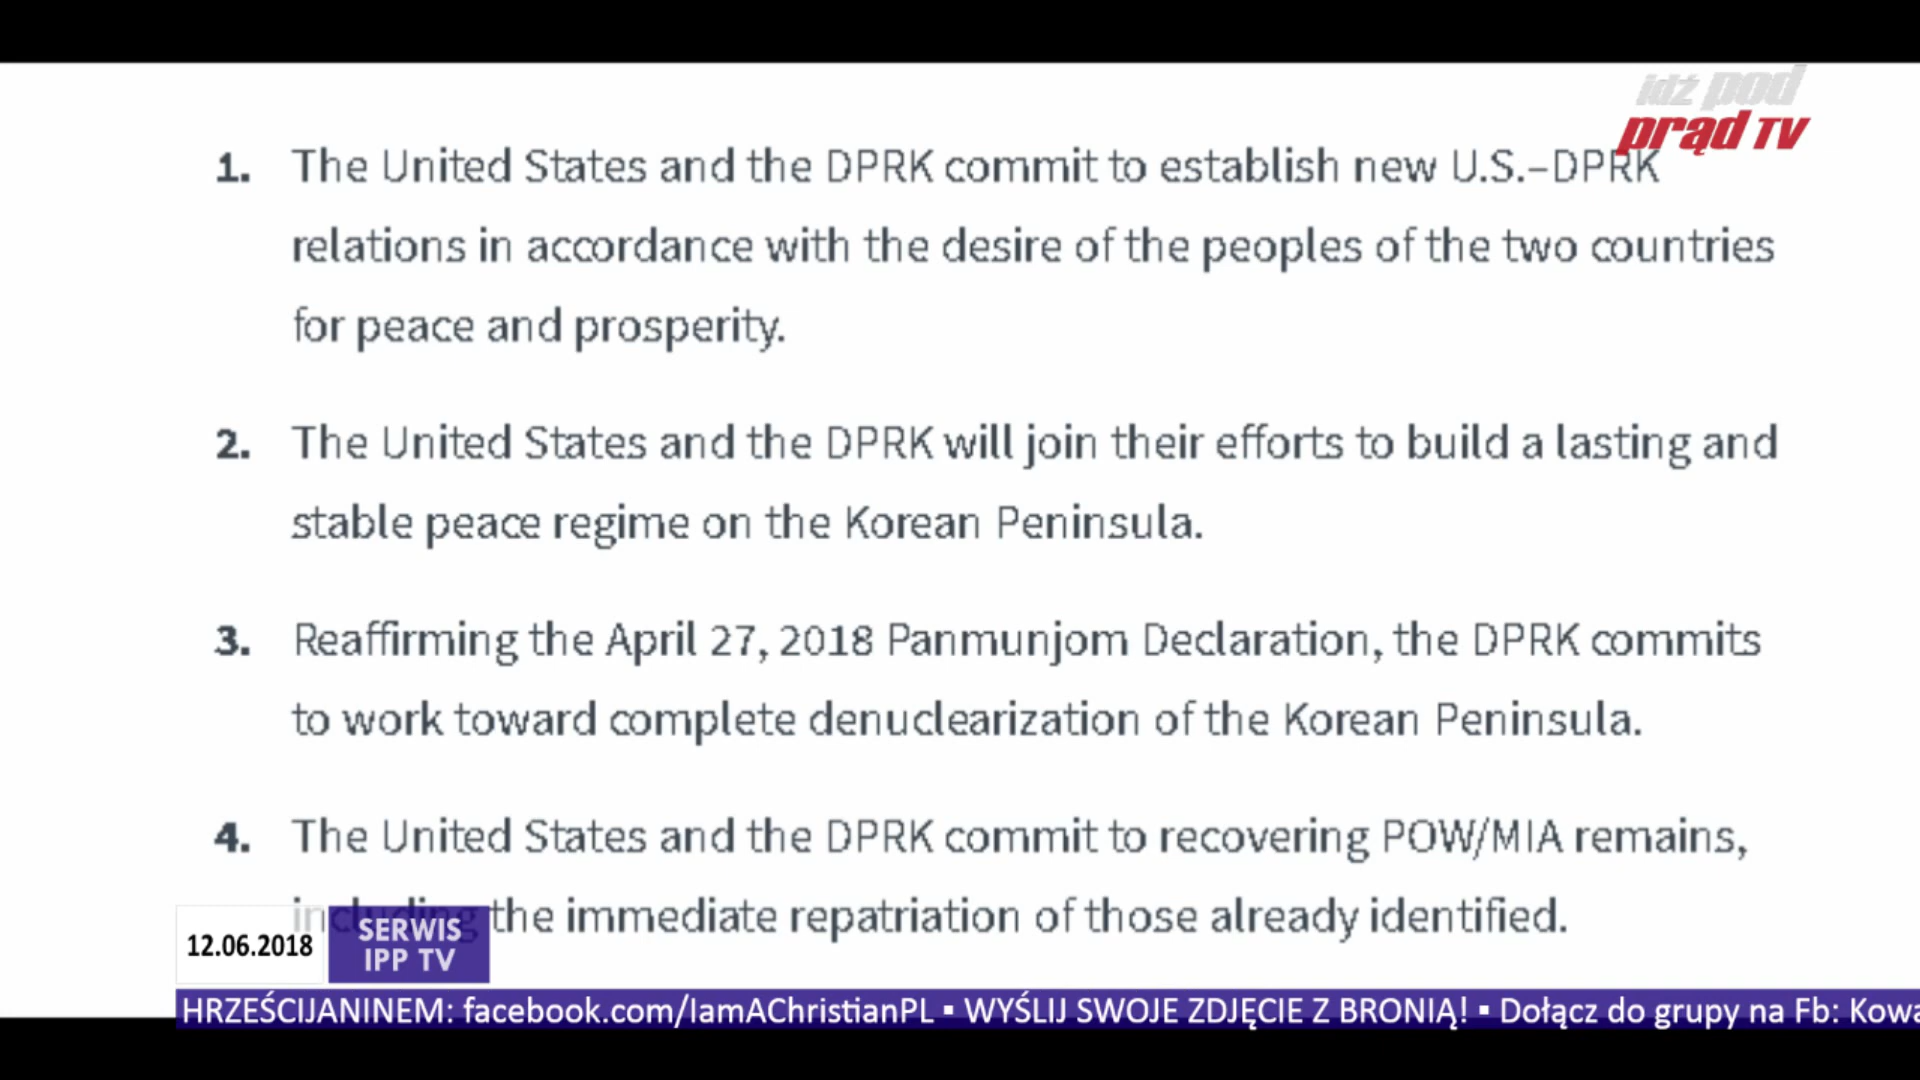 idź pod
prąd TV
1. The United States and the DPRK commit to establish new U.S.–DPRK
relations in accordance with the desire of the peoples of the two countries
for peace and prosperity.
2. The United States and the DPRK will join their efforts to build a lasting and
stable peace regime on the Korean Peninsula.
3. Reaffirming the April 27, 2018 Panmunjom Declaration, the DPRK commits
to work toward complete denuclearization of the Korean Peninsula.
4. The United States and the DPRK commit to recovering POW/MIA remains,
including the immediate repatriation of those already identified.
12.06.2018
SERWIS
IPP TV
HRZEŚCIJANINEM: facebook.com/IamAChristianPL ▪ WYŚLIJ SWOJE ZDJĘCIE Z BRONIĄ! ▪ Dołącz do grupy na Fb: Kowa